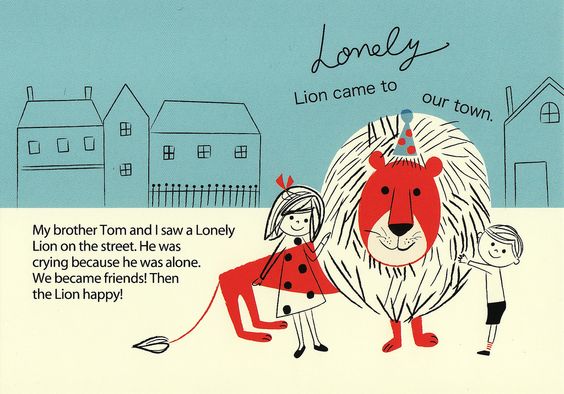 Lonely
Lion came to our town.
My brother Tom and I saw a Lonely
Lion on the street. He was
crying because he was alone.
We became friends! Then
the Lion happy!